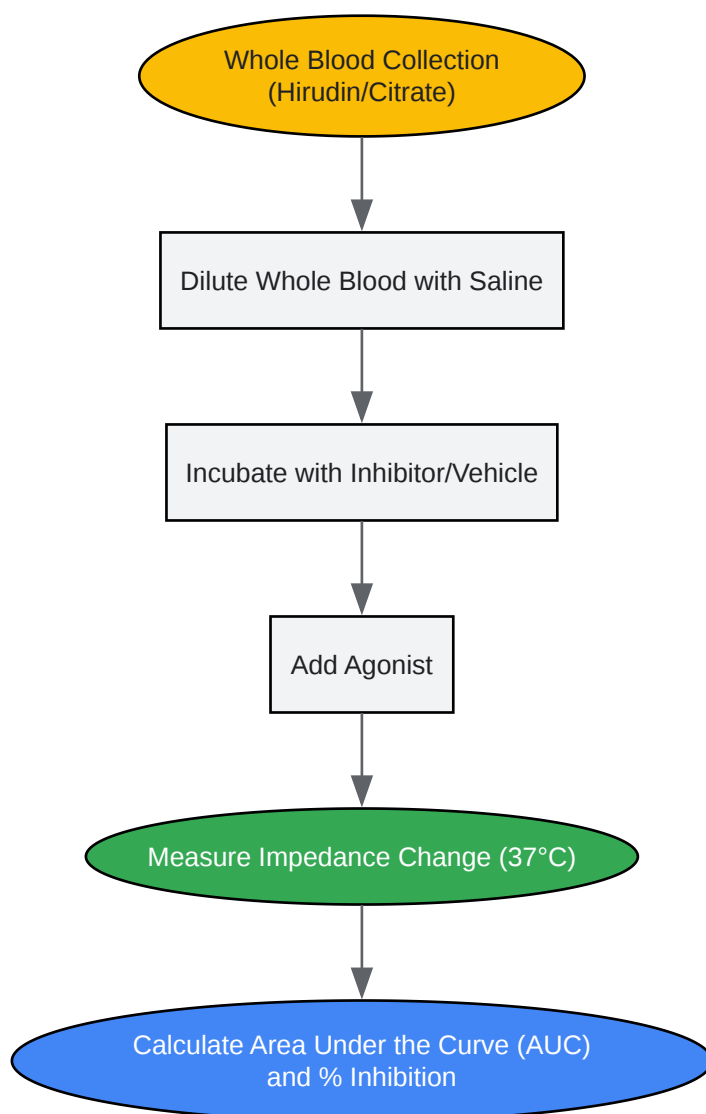 Whole Blood Collection
(Hirudin/Citrate)
Dilute Whole Blood with Saline
Incubate with Inhibitor/Vehicle
Add Agonist
Measure Impedance Change (37°C)
Calculate Area Under the Curve (AUC)
and % Inhibition